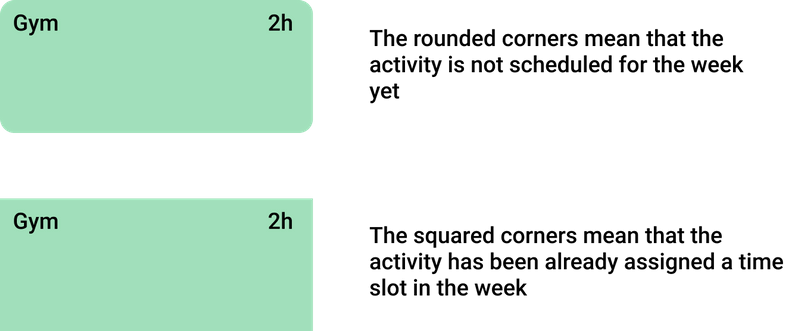 Gym 2h
The rounded corners mean that the
activity is not scheduled for the week
yet
Gym 2h
The squared corners mean that the
activity has been already assigned a time
slot in the week